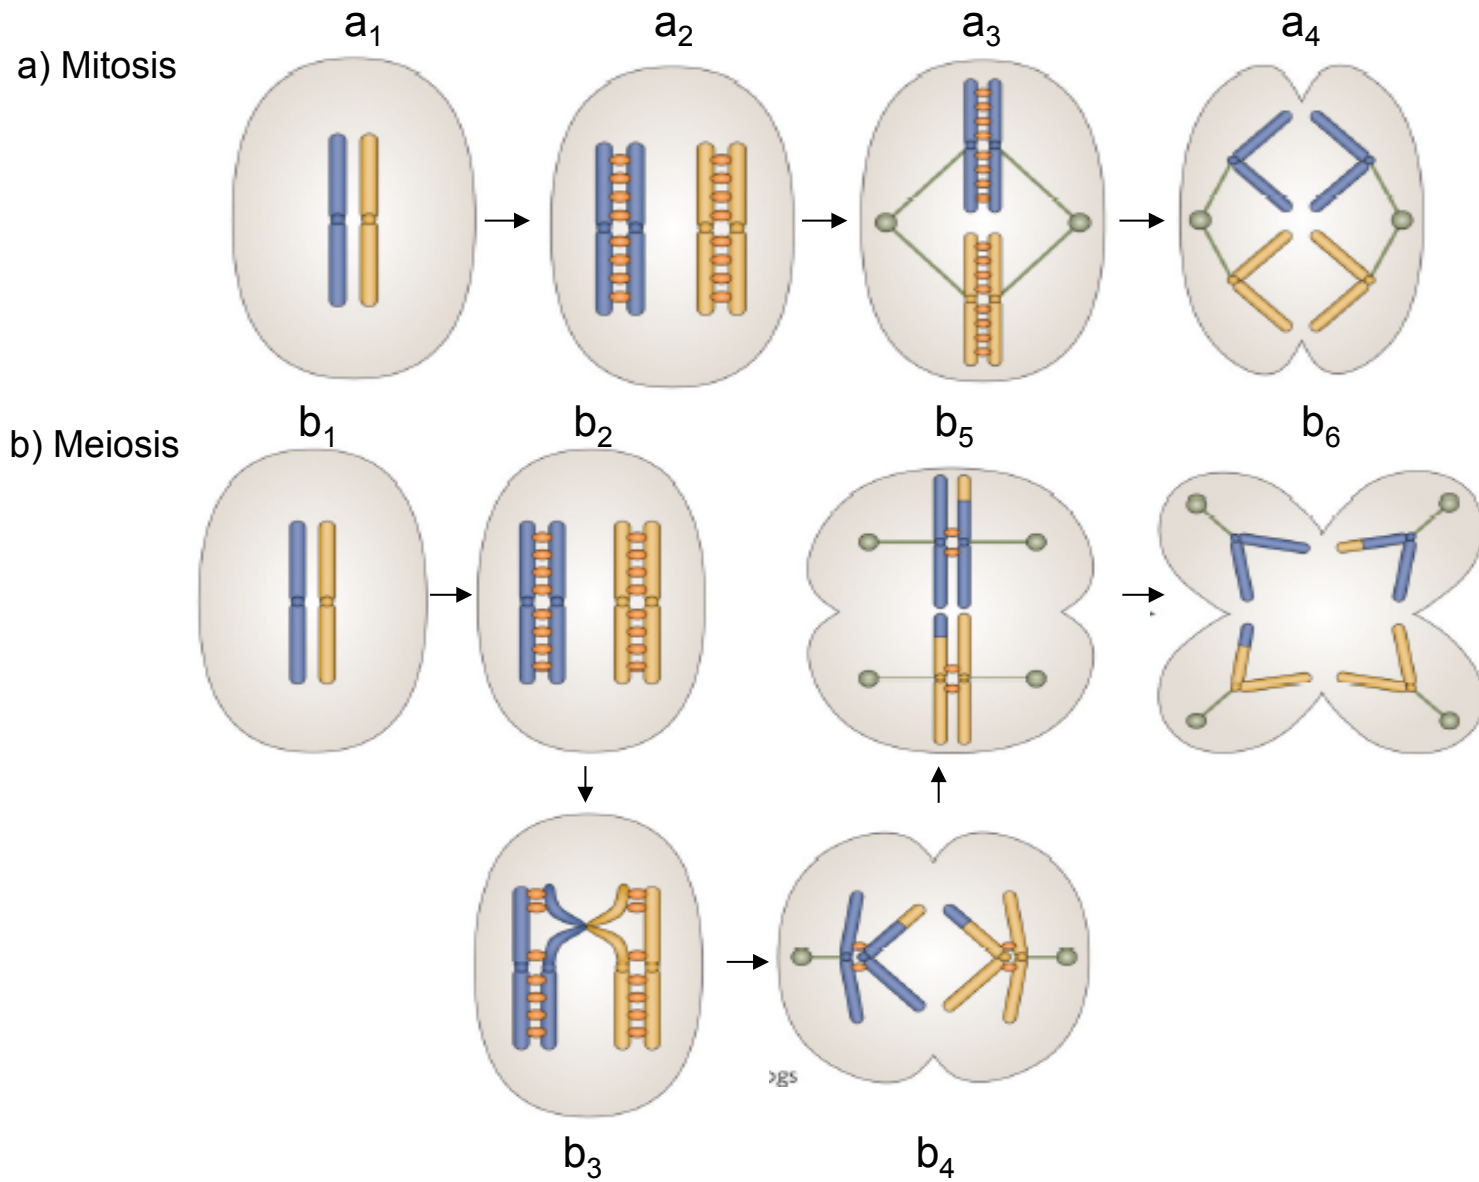 a) Mitosis
a₁
a₂
a₃
a₄
b) Meiosis
b₁
b₂
b₅
b₆
b₃
b₄